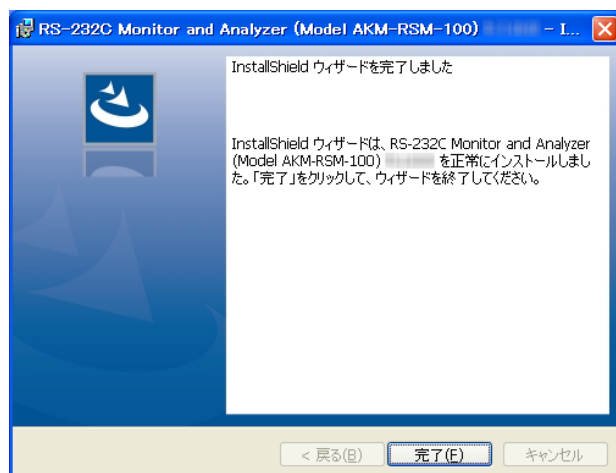 RS-232C Monitor and Analyzer (Model AKM-RSM-100) - I...
InstallShield ウィザードを完了しました
InstallShield ウィザードは、RS-232C Monitor and Analyzer
(Model AKM-RSM-100) を正常にインストールしまし
た。「完了」をクリックして、ウィザードを終了してください。
< 戻る(B)
完了(F)
キャンセル